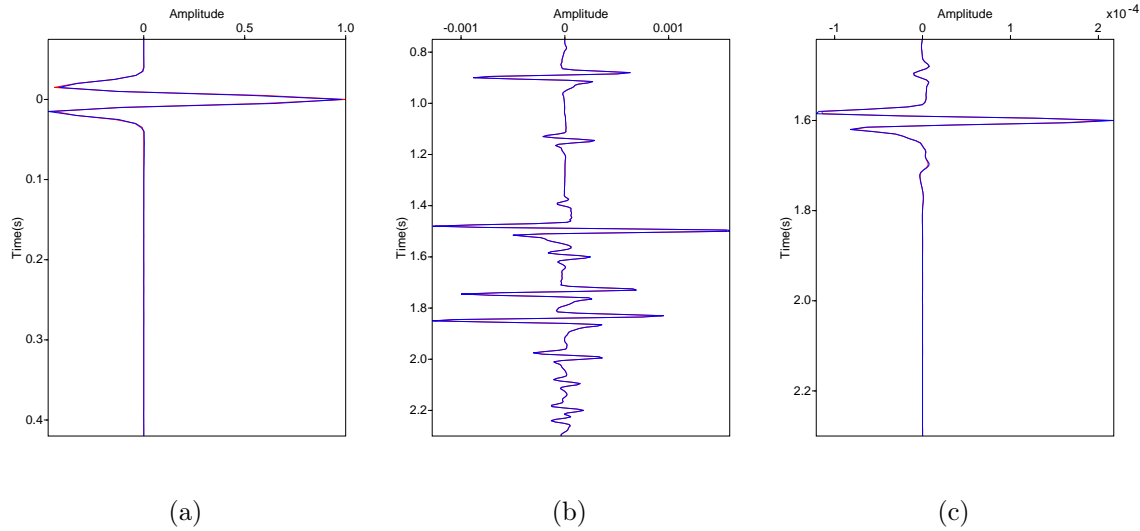 Amplitude
0 0.5 1.0
Time(s)
0
0.1
0.2
0.3
0.4
(a)
Amplitude
-0.001 0 0.001
Time(s)
0.8
1.0
1.2
1.4
1.6
1.8
2.0
2.2
(b)
Amplitude
x10⁻⁴
-1 0 1 2
Time(s)
1.6
1.8
2.0
2.2
(c)